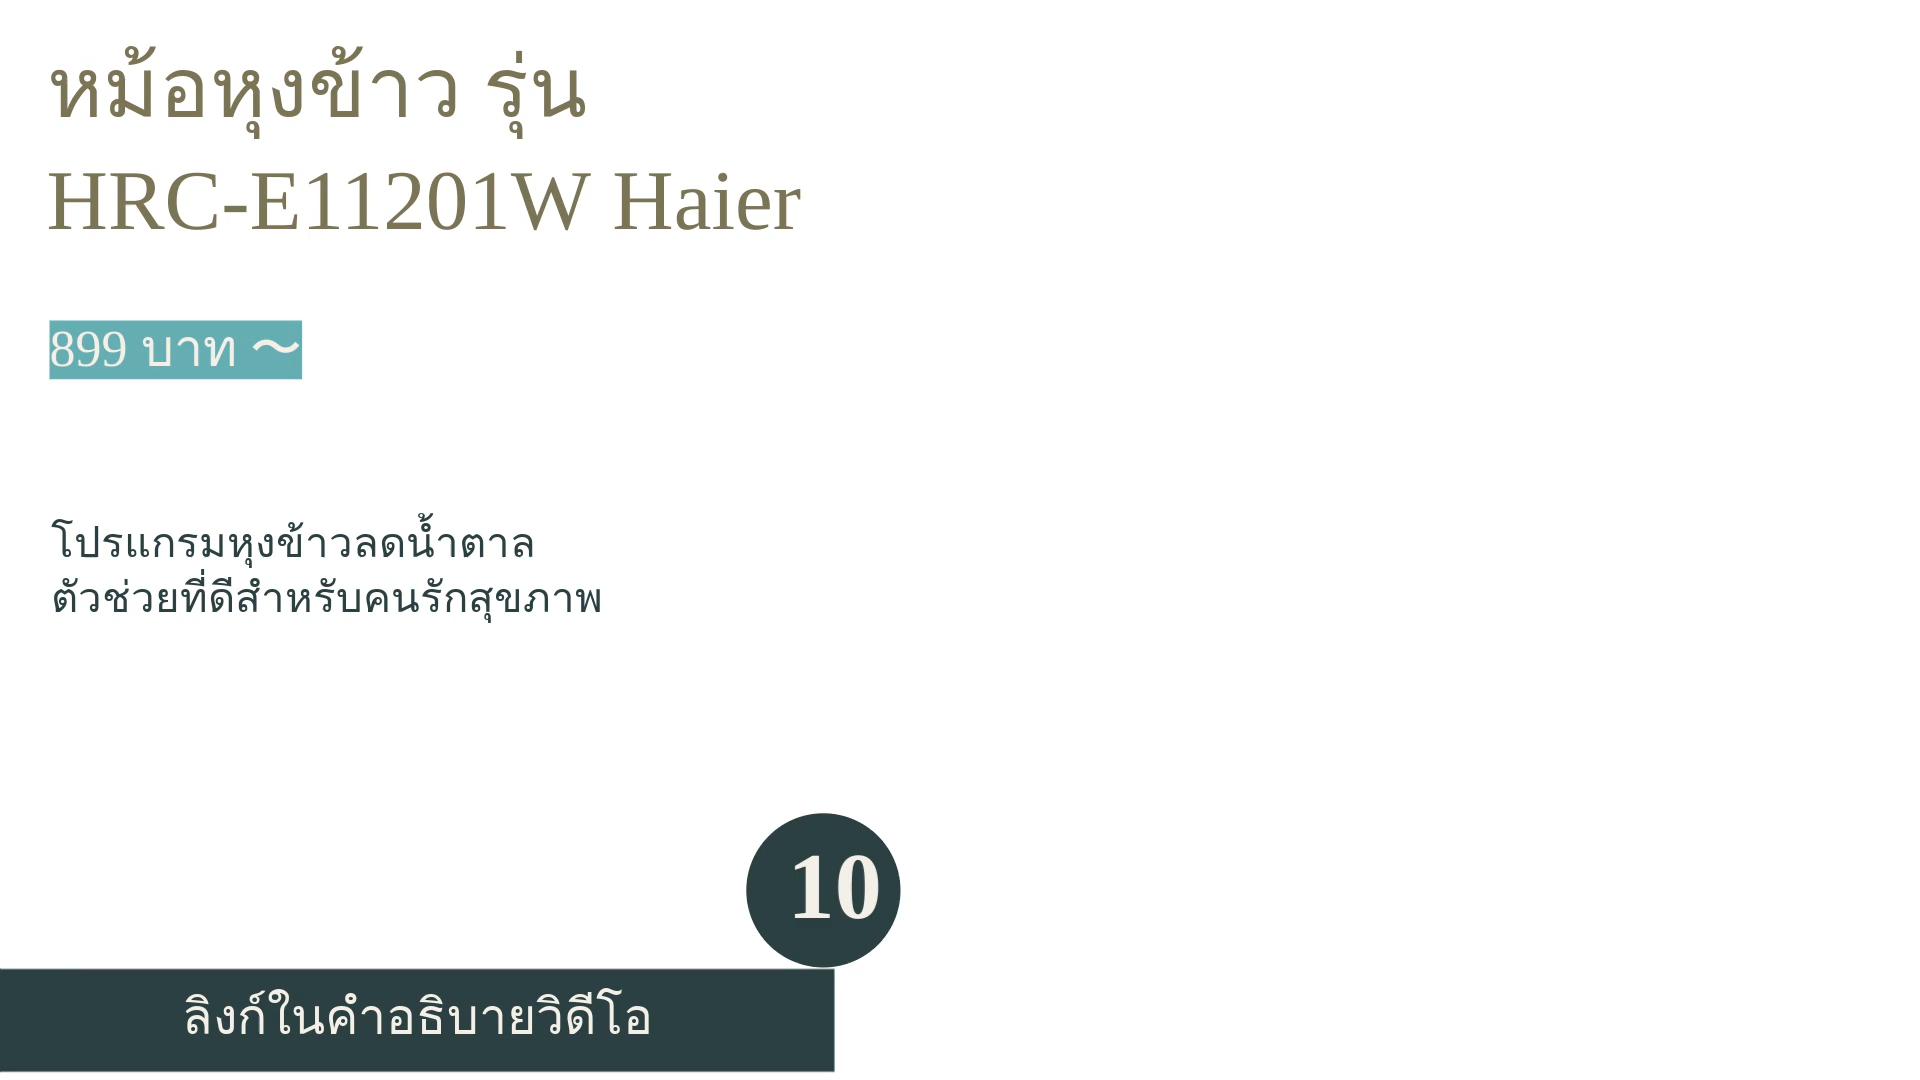 หม้อหุงข้าว รุ่น
HRC-E11201W Haier
899 บาท 〜
โปรแกรมหุงข้าวลดน้ำตาล
ตัวช่วยที่ดีสำหรับคนรักสุขภาพ
10
ลิงก์ในคำอธิบายวิดีโอ